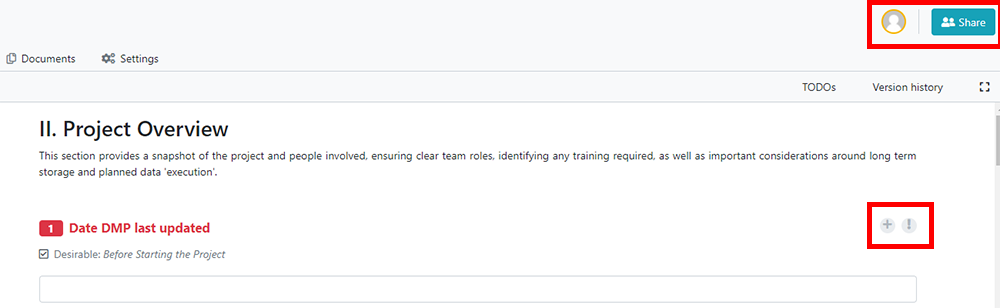 Share
Documents Settings
TODOs Version history
II. Project Overview
This section provides a snapshot of the project and people involved, ensuring clear team roles, identifying any training required, as well as important considerations around long term
storage and planned data 'execution'.
1 Date DMP last updated
Desirable: Before Starting the Project